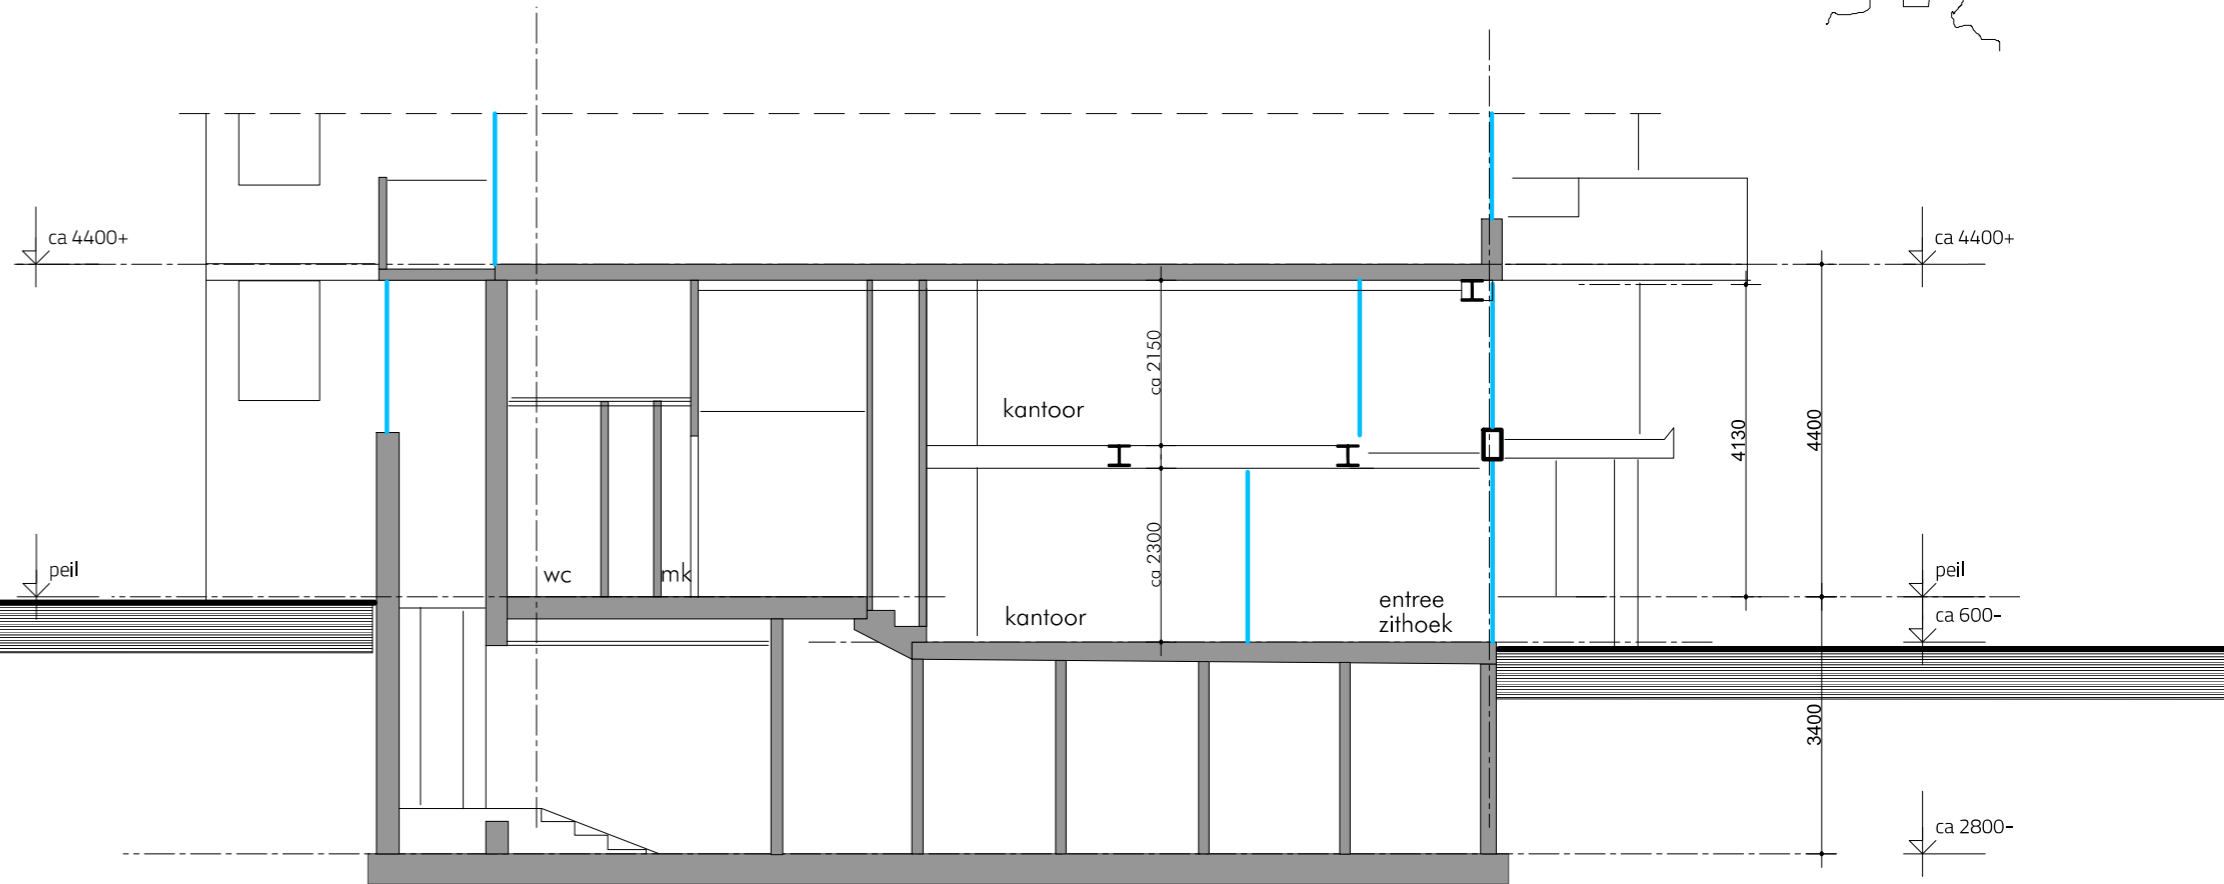 ca 4400+
ca 4400+
ca 2150
kantoor
4130
4400
peil
wc
mk
ca 2300
kantoor
entree
zithoek
peil
ca 600-
3400
ca 2800-